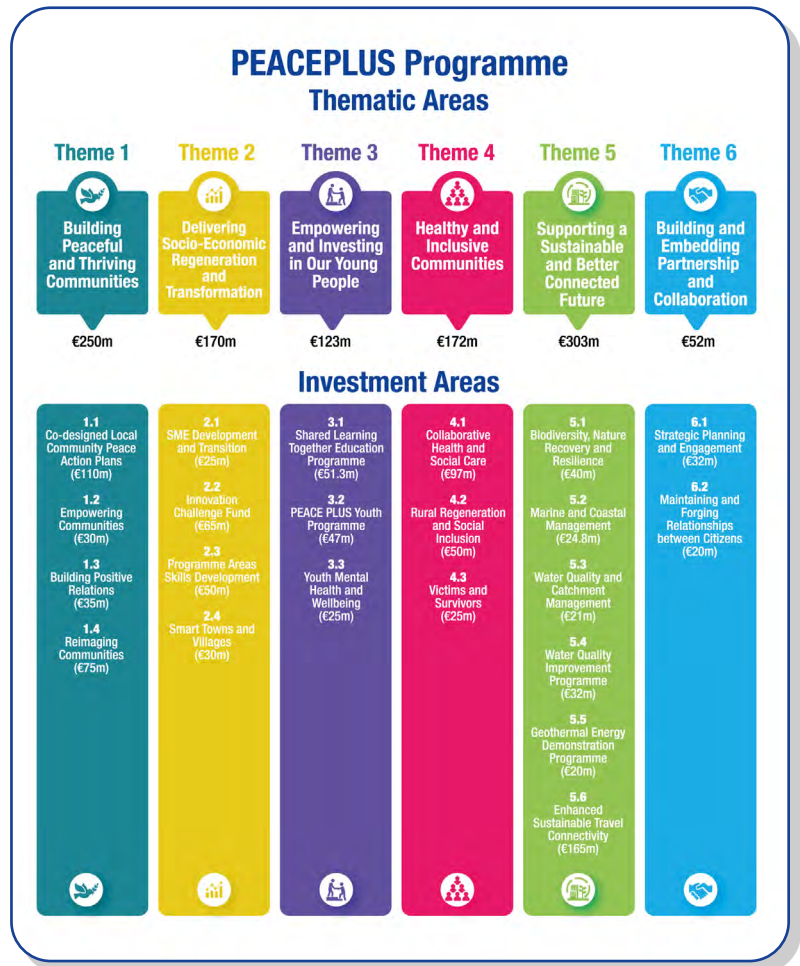 PEACEPLUS Programme
Thematic Areas
Theme 1
Building
Peaceful
and Thriving
Communities
€250m
Theme 2
Delivering
Socio-Economic
Regeneration
and
Transformation
€170m
Theme 3
Empowering
and Investing
in Our Young
People
€123m
Theme 4
Healthy and
Inclusive
Communities
€172m
Theme 5
Supporting a
Sustainable
and Better
Connected
Future
€303m
Theme 6
Building and
Embedding
Partnership
and
Collaboration
€52m
Investment Areas
1.1
Co-designed Local
Community Peace
Action Plans
(€110m)
1.2
Empowering
Communities
(€30m)
1.3
Building Positive
Relations
(€35m)
1.4
Reimaging
Communities
(€75m)
2.1
SME Development
and Transition
(€25m)
2.2
Innovation
Challenge Fund
(€65m)
2.3
Programme Areas
Skills Development
(€50m)
2.4
Smart Towns and
Villages
(€30m)
3.1
Shared Learning
Together Education
Programme
(€51.3m)
3.2
PEACE PLUS Youth
Programme
(€47m)
3.3
Youth Mental
Health and
Wellbeing
(€25m)
4.1
Collaborative
Health and
Social Care
(€97m)
4.2
Rural Regeneration
and Social
Inclusion
(€50m)
4.3
Victims and
Survivors
(€25m)
5.1
Biodiversity, Nature
Recovery and
Resilience
(€40m)
5.2
Marine and Coastal
Management
(€24.8m)
5.3
Water Quality and
Catchment
Management
(€21m)
5.4
Water Quality
Improvement
Programme
(€32m)
5.5
Geothermal Energy
Demonstration
Programme
(€20m)
5.6
Enhanced
Sustainable Travel
Connectivity
(€165m)
6.1
Strategic Planning
and Engagement
(€32m)
6.2
Maintaining and
Forging
Relationships
between Citizens
(€20m)